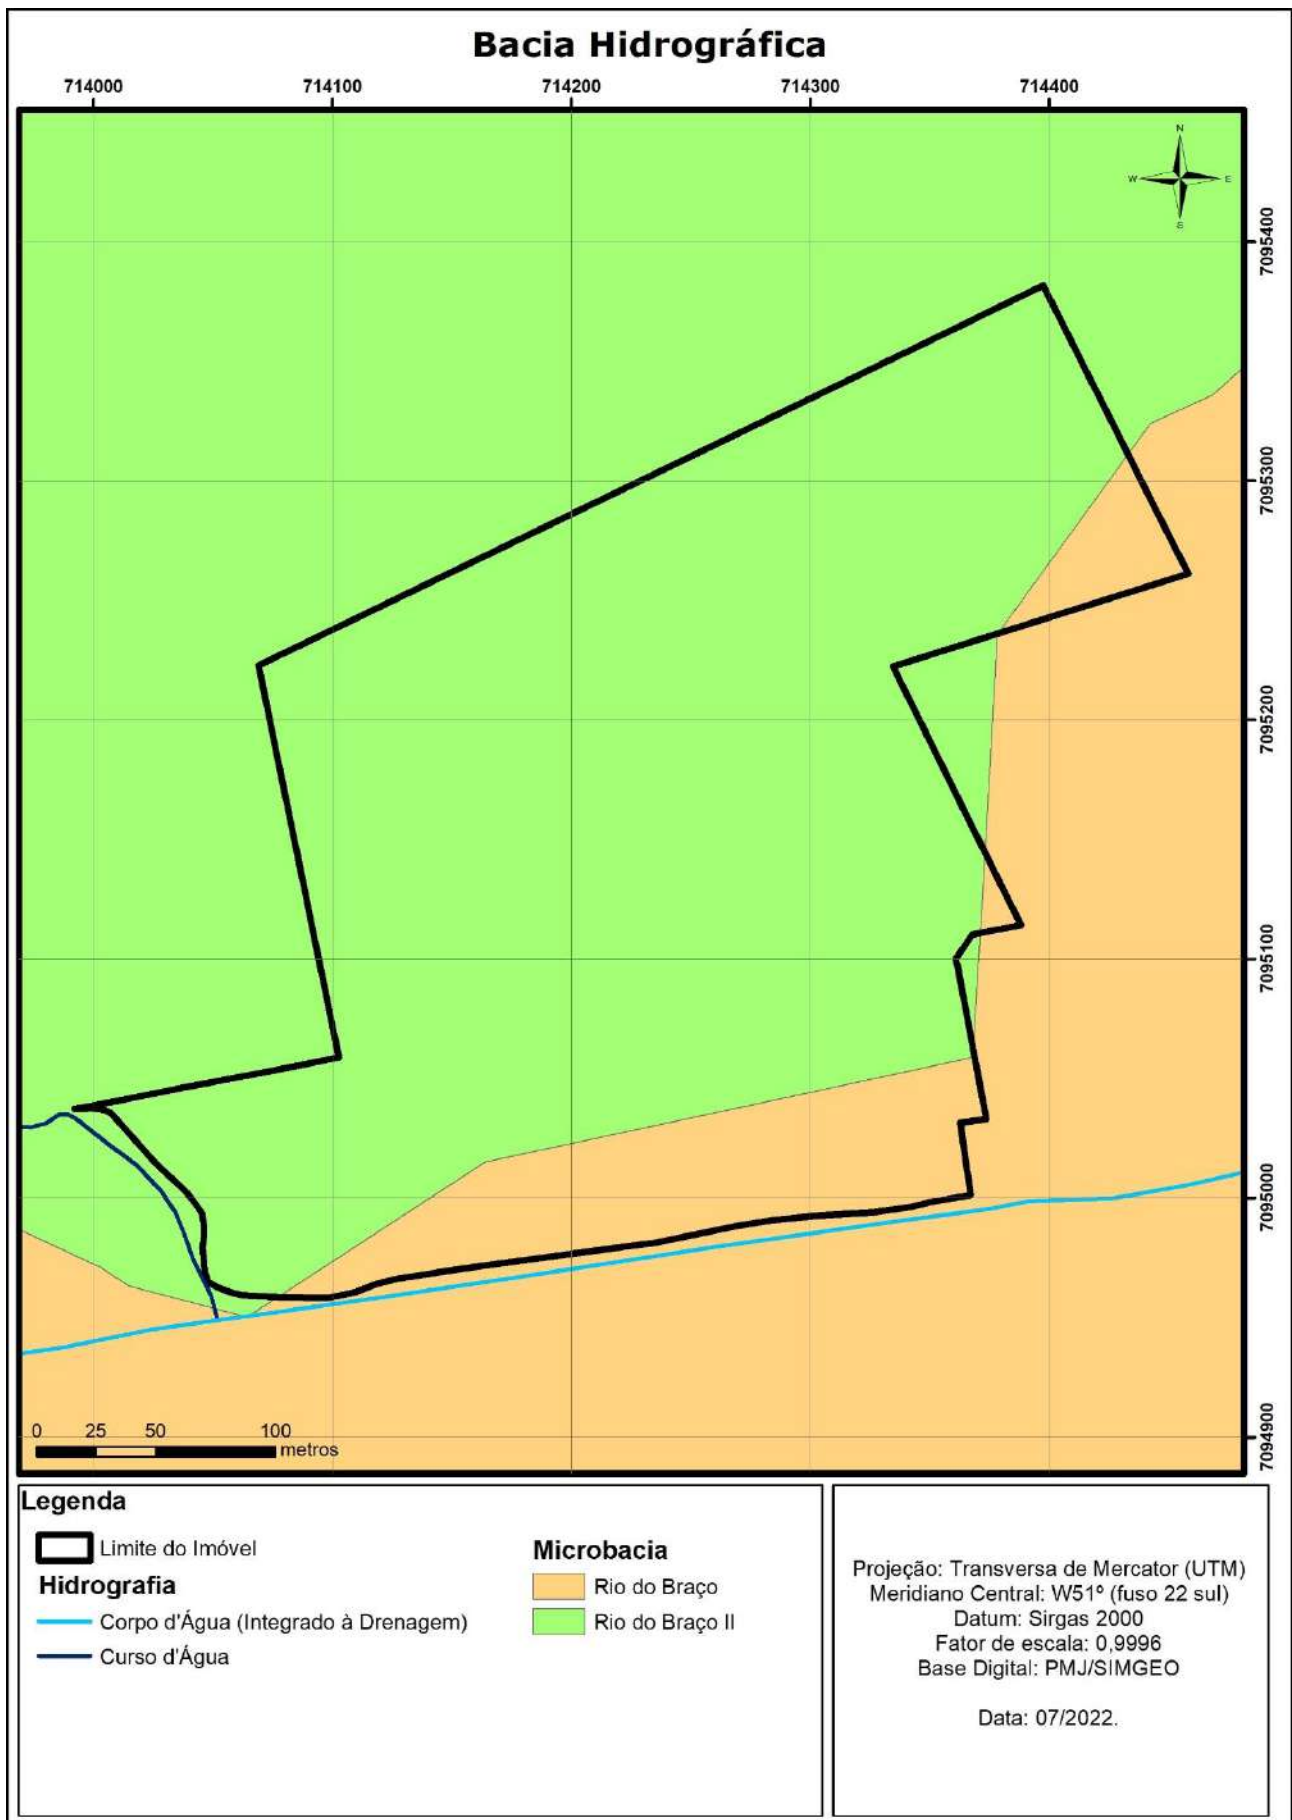 Bacia Hidrográfica
714000 714100 714200 714300 714400
N
W E
S
7095400
7095300
7095200
7095100
7095000
7094900
0 25 50 100
metros
Legenda
Limite do Imóvel
Hidrografia
Corpo d'Água (Integrado à Drenagem)
Curso d'Água
Microbacia
Rio do Braço
Rio do Braço II
Projeção: Transversa de Mercator (UTM)
Meridiano Central: W51º (fuso 22 sul)
Datum: Sirgas 2000
Fator de escala: 0,9996
Base Digital: PMJ/SIMGEO
Data: 07/2022.